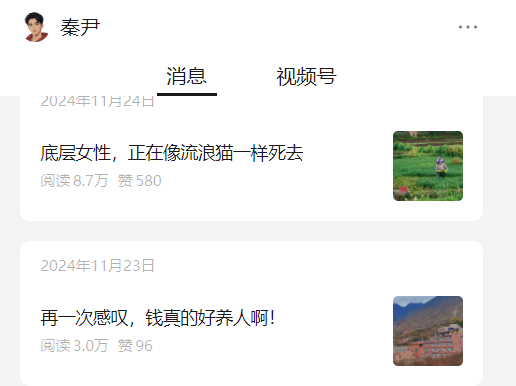 秦尹
消息
视频号
2024年11月24日
底层女性，正在像流浪猫一样死去
阅读 8.7万 赞 580
2024年11月23日
再一次感叹，钱真的好养人啊！
阅读 3.0万 赞 96